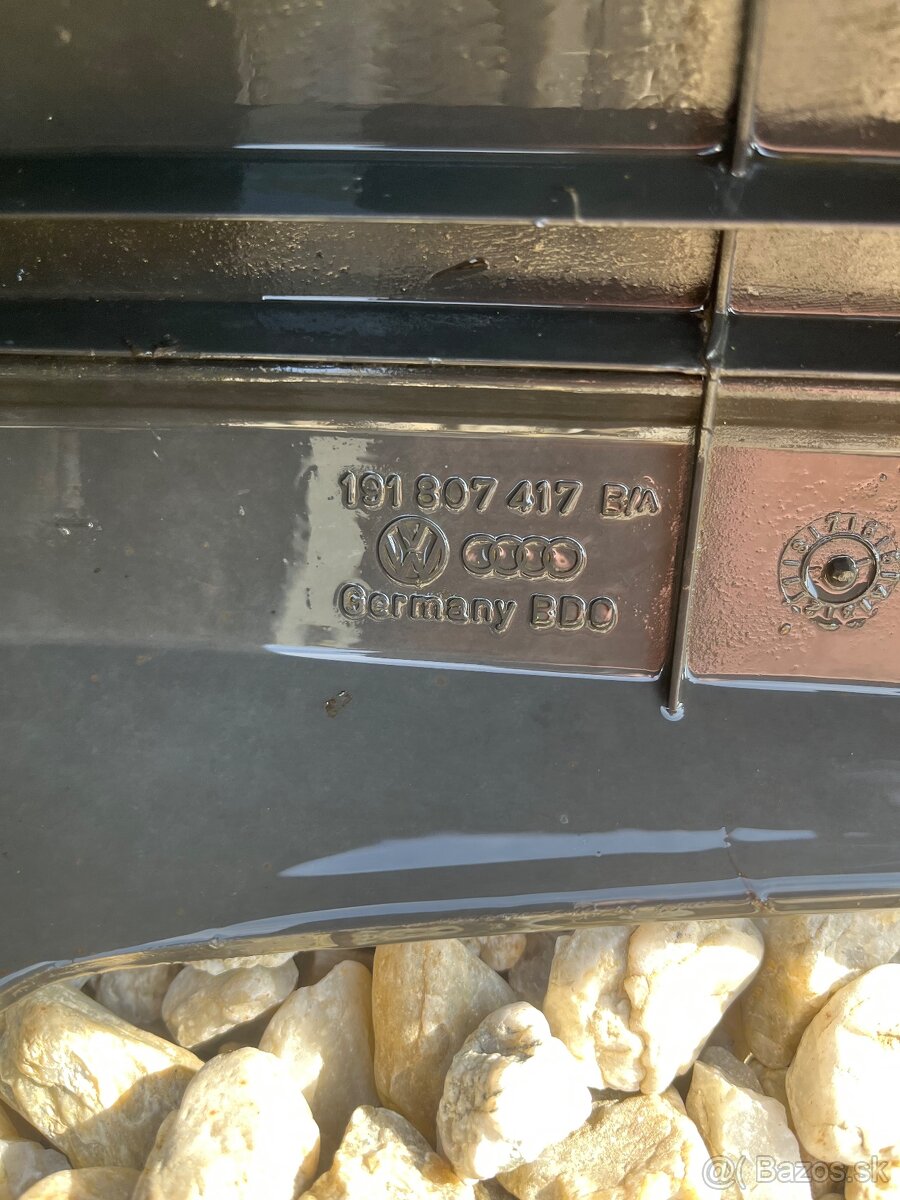 191 807 417 B/A
Germany BDO
@( Bazos.sk